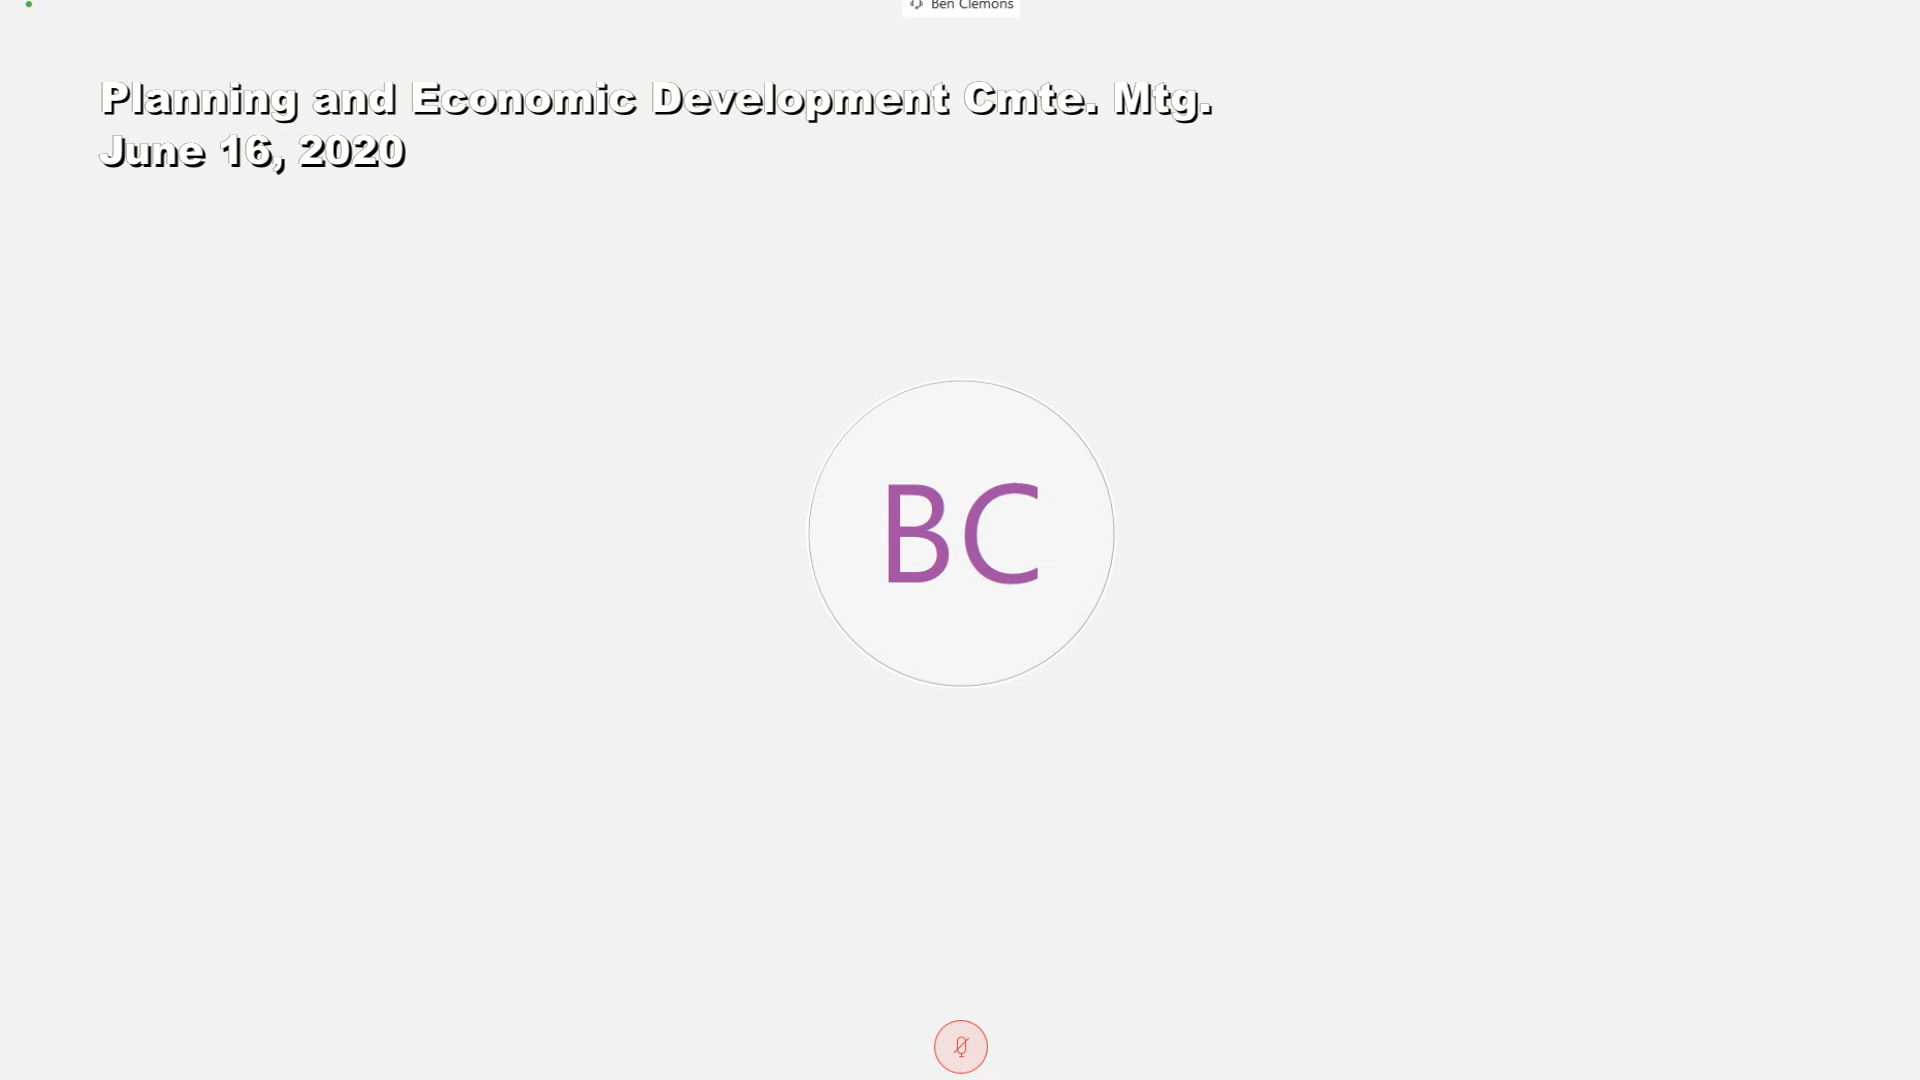 Ben Clemons
Planning and Economic Development Cmte. Mtg.
June 16, 2020
BC